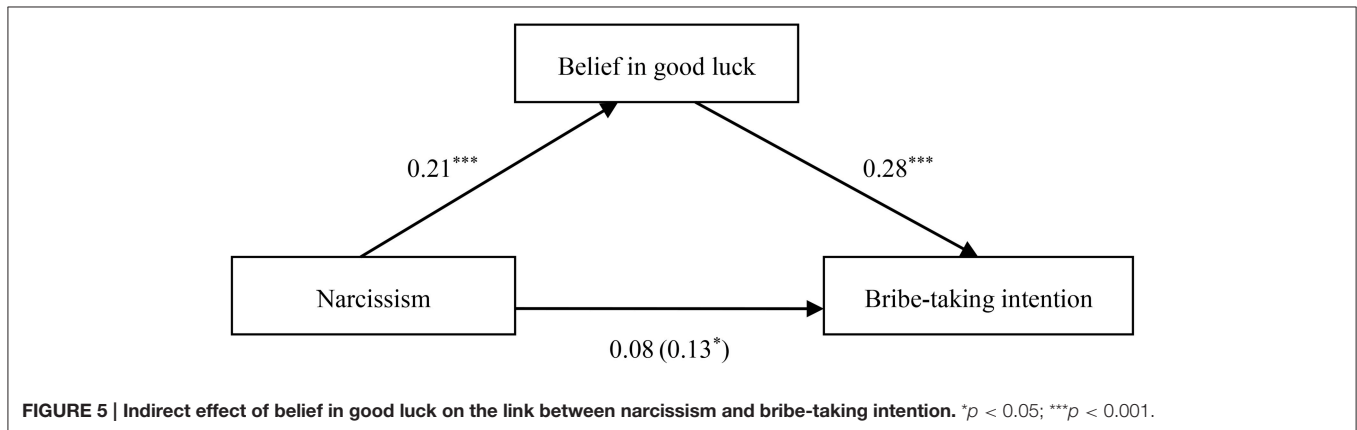 Belief in good luck
0.21***
0.28***
Narcissism
Bribe-taking intention
0.08 (0.13*)
FIGURE 5 | Indirect effect of belief in good luck on the link between narcissism and bribe-taking intention. *p < 0.05; ***p < 0.001.